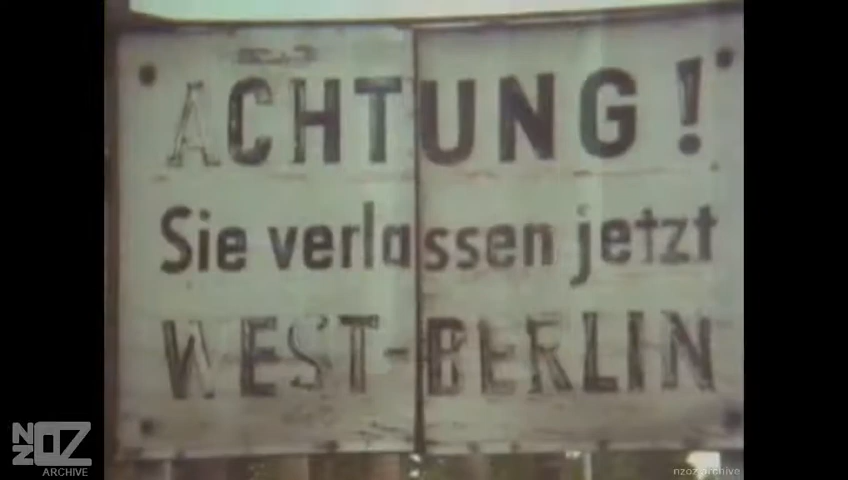 ACHTUNG!
Sie verlassen jetzt
WEST-BERLIN
NZOZ
ARCHIVE
nzoz archive